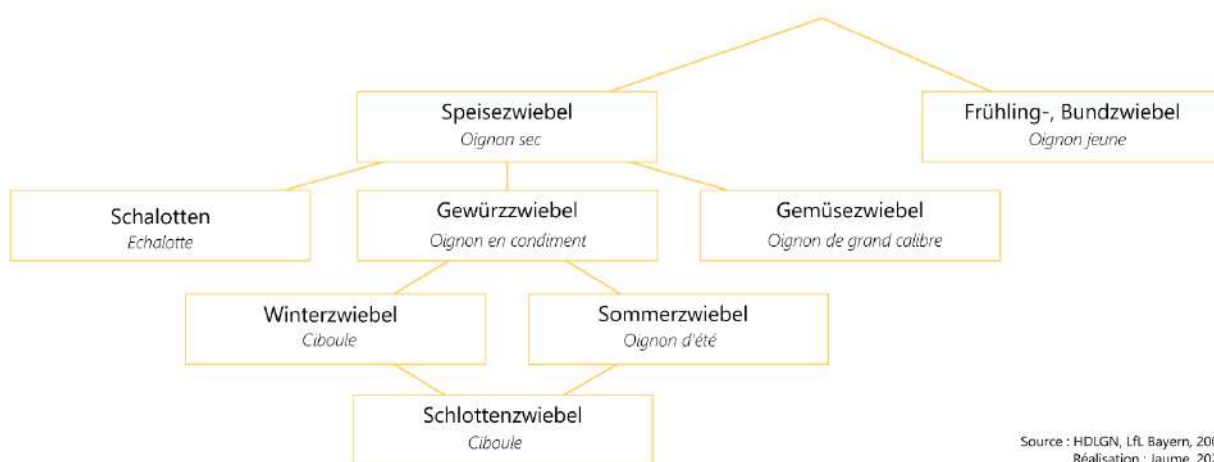 Speisezwiebel
Oignon sec
Frühling-, Bundzwiebel
Oignon jeune
Schalotten
Echalotte
Gewürzzwiebel
Oignon en condiment
Gemüsezwiebel
Oignon de grand calibre
Winterzwiebel
Ciboule
Sommerzwiebel
Oignon d'été
Schlottenzwiebel
Ciboule
Source : HDLGN, LfL Bayern,
Réalisation : Jaume,